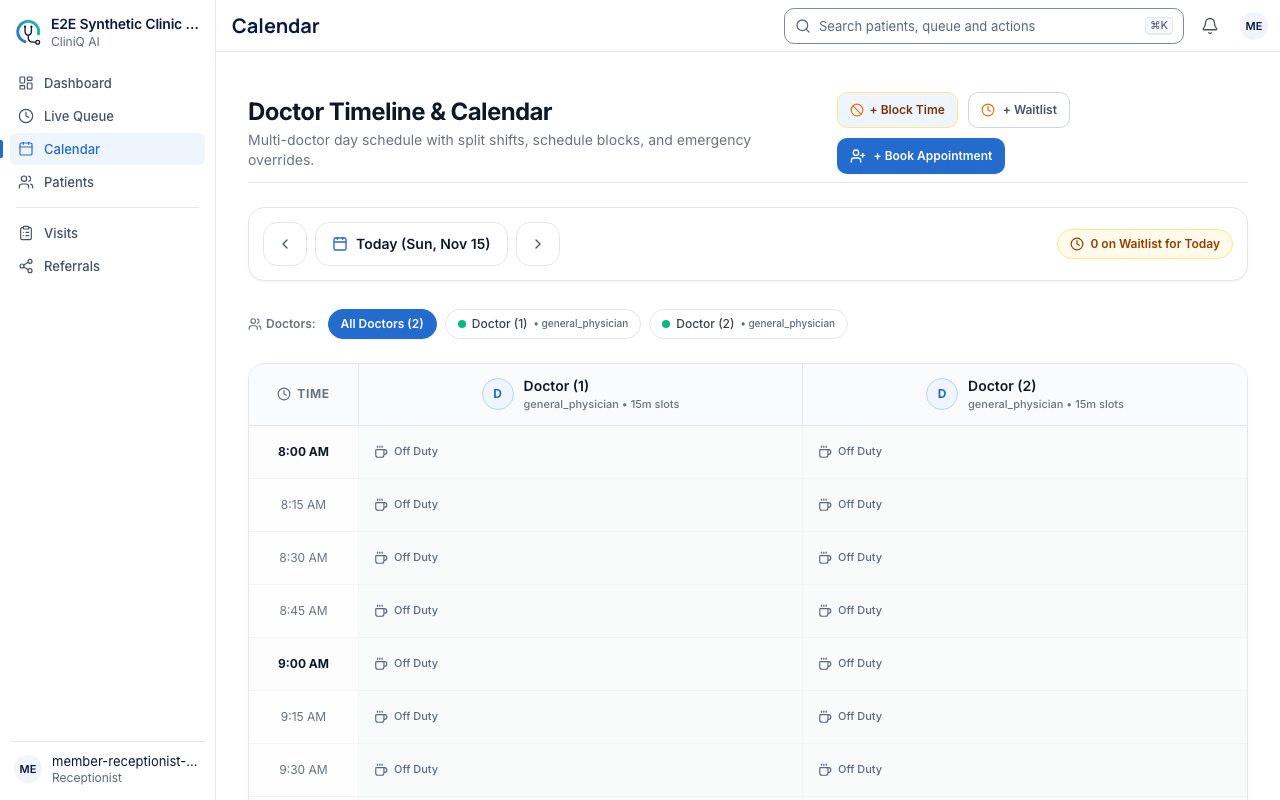 E2E Synthetic Clinic ...
CliniQ AI
Dashboard
Live Queue
Calendar
Patients
Visits
Referrals
ME
member-receptionist-...
Receptionist
Calendar
Search patients, queue and actions
⌘K
ME
Doctor Timeline & Calendar
Multi-doctor day schedule with split shifts, schedule blocks, and emergency
overrides.
+ Block Time
+ Waitlist
+ Book Appointment
Today (Sun, Nov 15)
0 on Waitlist for Today
Doctors:
All Doctors (2)
Doctor (1) • general_physician
Doctor (2) • general_physician
TIME
D
Doctor (1)
general_physician • 15m slots
D
Doctor (2)
general_physician • 15m slots
8:00 AM Off Duty Off Duty
8:15 AM Off Duty Off Duty
8:30 AM Off Duty Off Duty
8:45 AM Off Duty Off Duty
9:00 AM Off Duty Off Duty
9:15 AM Off Duty Off Duty
9:30 AM Off Duty Off Duty